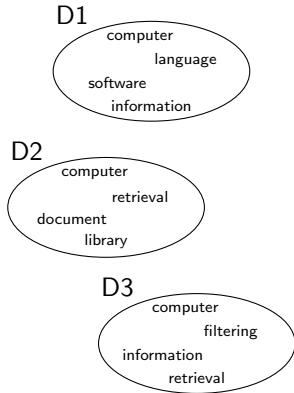 D1
computer
language
software
information
D2
computer
retrieval
document
library
D3
computer
filtering
information
retrieval